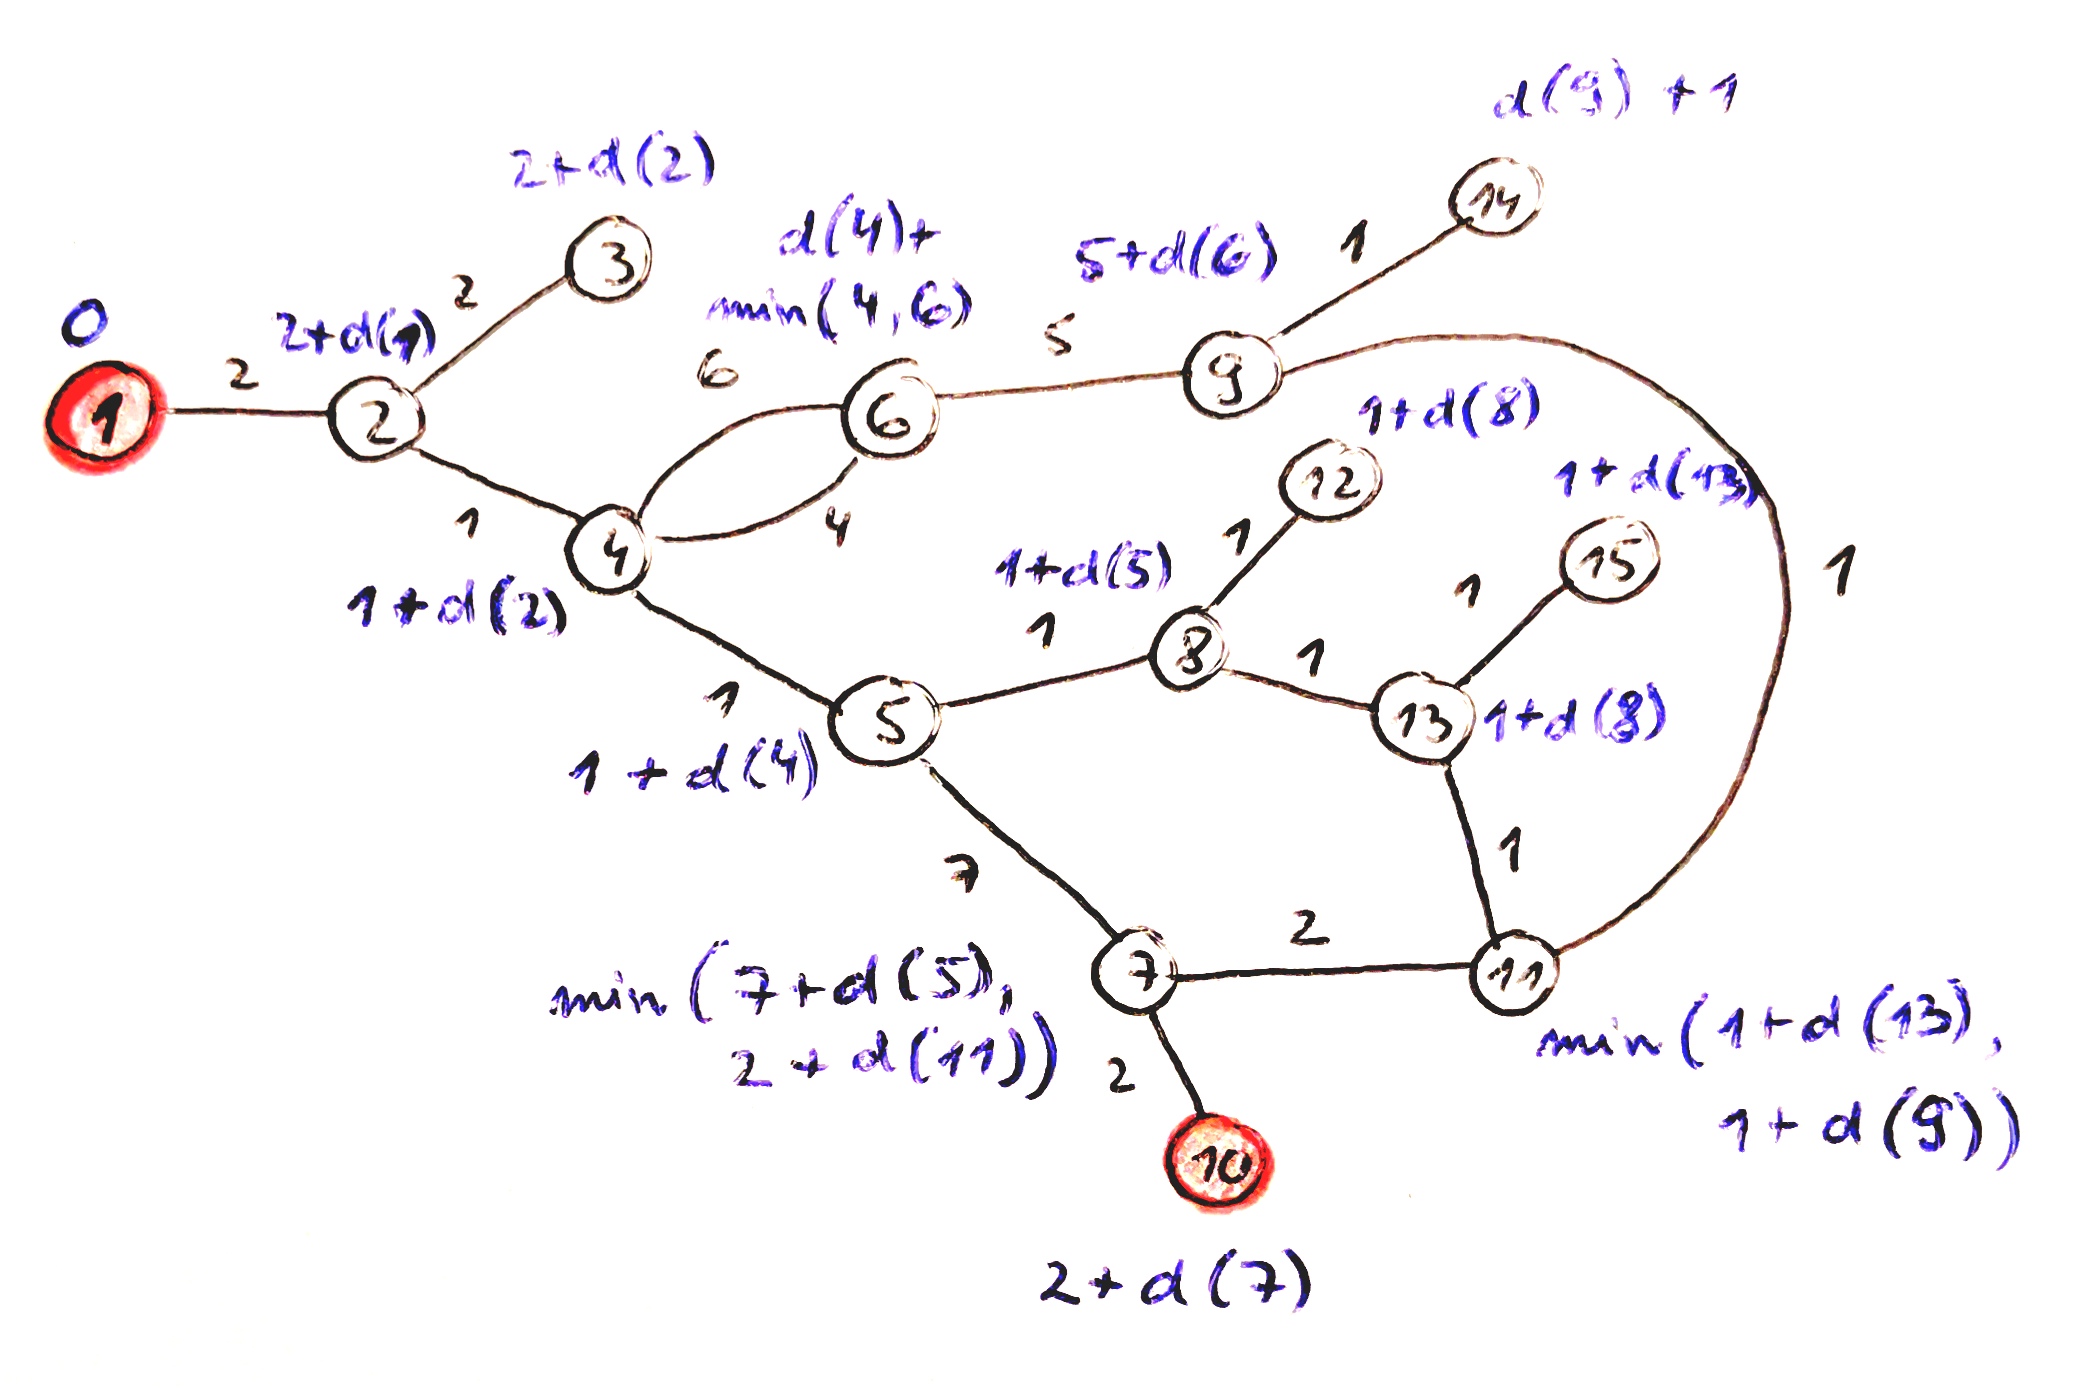 d(9) + 1
2+d(2)
14
d(4)+
3
5+d(6)
1
0
2
min(4,6)
2+d(1)
5
6
2
9
1
2
6
1+d(8)
12
1+d(13)
1
4
4
1
15
1
1+d(5)
1
1+d(2)
1
8
1
1
5
13
1+d(8)
1+d(4)
1
7
2
7
11
min(7+d(5),
2+d(11))
min(1+d(13),
1+d(9))
2
10
2+d(7)